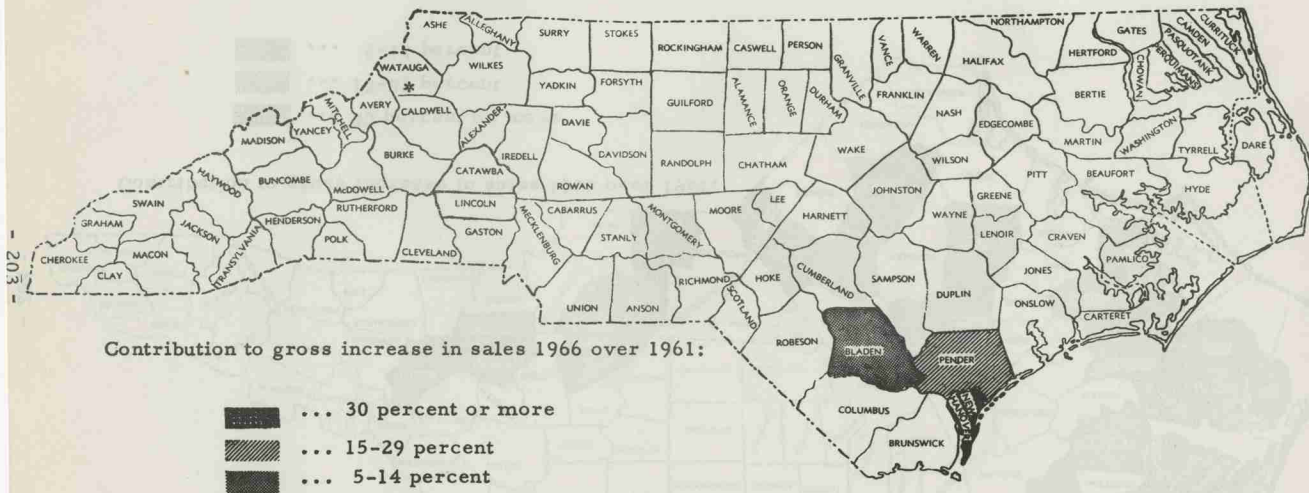 ASHE ALLEGHANY SURRY STOKES ROCKINGHAM CASWELL PERSON GRANVILLE VANCE WARREN NORTHAMPTON HALIFAX HERTFORD GATES CURRITUCK CAMDEN PASQUOTANK PERQUIMANS CHOWAN
WATAUGA WILKES YADKIN FORSYTH GUILFORD ALAMANCE ORANGE DURHAM FRANKLIN NASH EDGECOMBE BERTIE
*
MITCHELL AVERY CALDWELL ALEXANDER IREDELL DAVIE DAVIDSON RANDOLPH CHATHAM WAKE WILSON MARTIN WASHINGTON TYRRELL DARE
MADISON YANCEY BURKE CATAWBA ROWAN JOHNSTON GREENE PITT BEAUFORT HYDE
SWAIN HAYWOOD BUNCOMBE McDOWELL RUTHERFORD LINCOLN MECKLENBURG CABARRUS MONTGOMERY MOORE LEE HARNETT WAYNE LENOIR CRAVEN PAMLICO
GRAHAM JACKSON HENDERSON POLK CLEVELAND GASTON STANLY
CHEROKEE MACON TRANSYLVANIA CLAY UNION ANSON RICHMOND SCOTLAND HOKE CUMBERLAND SAMPSON DUPLIN JONES ONSLOW CARTERET
ROBESON BLADEN PENDER
COLUMBUS NEW HANOVER
BRUNSWICK
Contribution to gross increase in sales 1966 over 1961:
... 30 percent or more
... 15-29 percent
... 5-14 percent
- 203 -